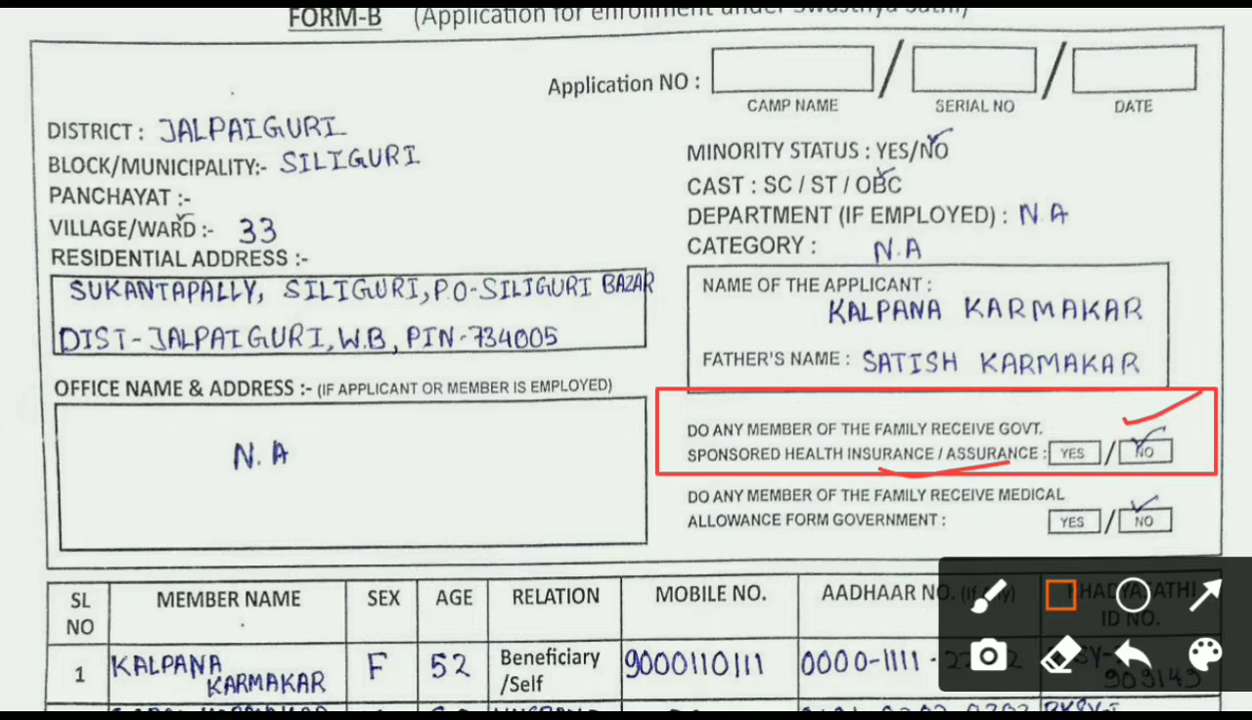 FORM-B (Application for enrollment under Swasthya Sathi)
Application NO : / /
CAMP NAME SERIAL NO DATE
DISTRICT : JALPAIGURI
BLOCK/MUNICIPALITY:- SILIGURI
PANCHAYAT :-
VILLAGE/WARD :- 33
RESIDENTIAL ADDRESS :-
SUKANTAPALLY, SILIGURI, P.O-SILIGURI BAZAR
DIST-JALPAIGURI, W.B, PIN-734005
OFFICE NAME & ADDRESS :- (IF APPLICANT OR MEMBER IS EMPLOYED)
N.A
MINORITY STATUS : YES/NO
CAST : SC / ST / OBC
DEPARTMENT (IF EMPLOYED) : N.A
CATEGORY : N.A
NAME OF THE APPLICANT :
KALPANA KARMAKAR
FATHER'S NAME : SATISH KARMAKAR
DO ANY MEMBER OF THE FAMILY RECEIVE GOVT.
SPONSORED HEALTH INSURANCE / ASSURANCE : YES / NO
DO ANY MEMBER OF THE FAMILY RECEIVE MEDICAL
ALLOWANCE FORM GOVERNMENT : YES / NO
SL NO MEMBER NAME SEX AGE RELATION MOBILE NO. AADHAAR NO. KHADYASATHI ID NO.
1 KALPANA KARMAKAR F 52 Beneficiary /Self 9000110111 0000-1111-